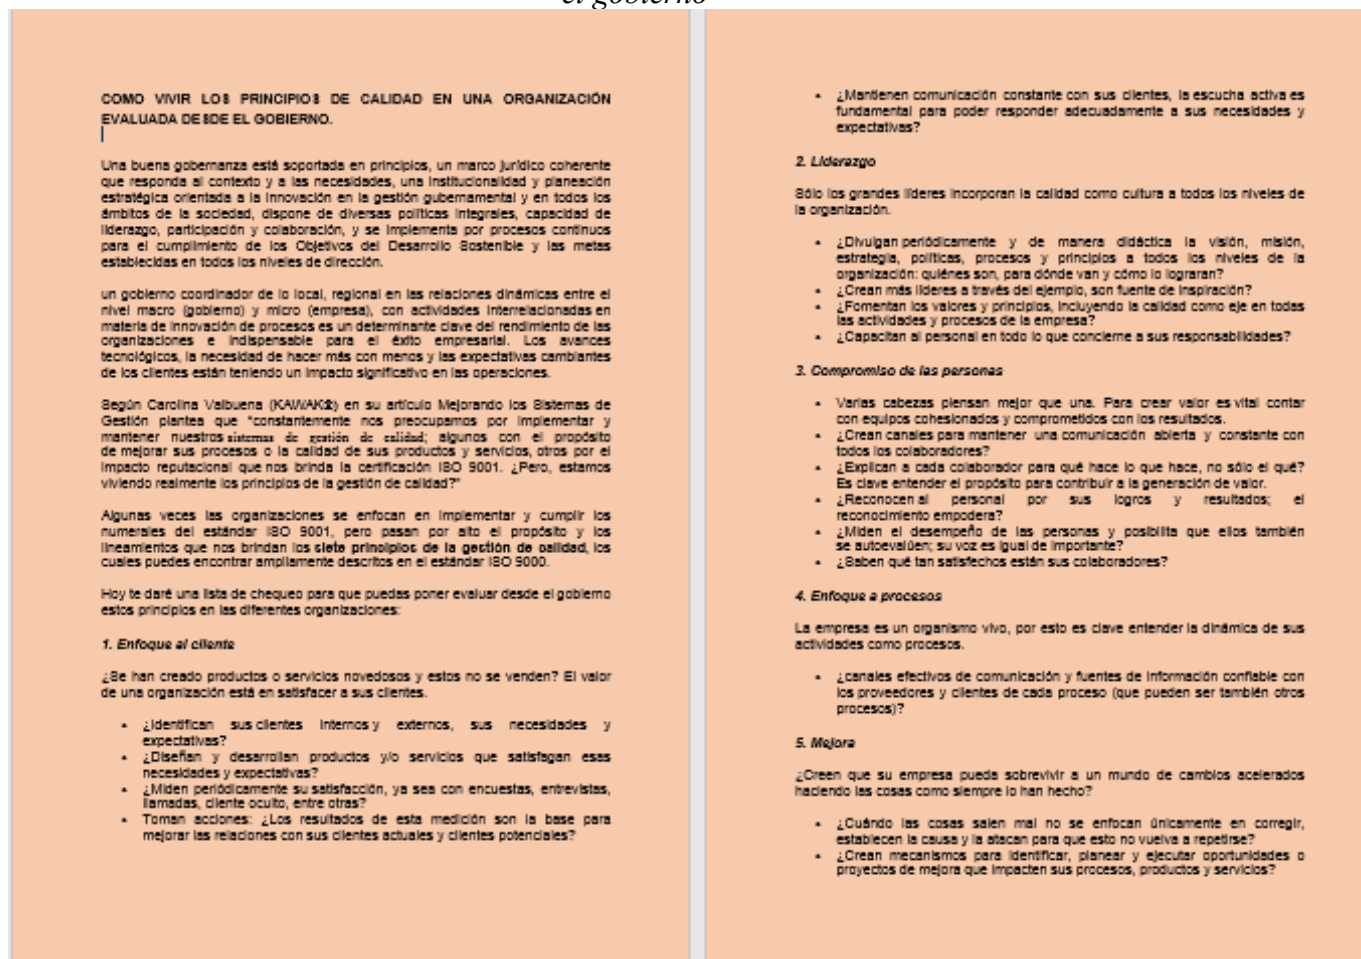 el gobierno
COMO VIVIR LOS PRINCIPIOS DE CALIDAD EN UNA ORGANIZACIÓN
EVALUADA DESDE EL GOBIERNO.
Una buena gobernanza está soportada en principios, un marco jurídico coherente
que responda al contexto y a las necesidades, una institucionalidad y planeación
estratégica orientada a la innovación en la gestión gubernamental y en todos los
ámbitos de la sociedad, dispone de diversas políticas integrales, capacidad de
liderazgo, participación y colaboración, y se implementa por procesos continuos
para el cumplimiento de los Objetivos del Desarrollo Sostenible y las metas
establecidas en todos los niveles de dirección.
un gobierno coordinador de lo local, regional en las relaciones dinámicas entre el
nivel macro (gobierno) y micro (empresa), con actividades interrelacionadas en
materia de innovación de procesos es un determinante clave del rendimiento de las
organizaciones e indispensable para el éxito empresarial. Los avances
tecnológicos, la necesidad de hacer más con menos y las expectativas cambiantes
de los clientes están teniendo un impacto significativo en las operaciones.
Según Carolina Valbuena (KAWAK®) en su artículo Mejorando los Sistemas de
Gestión plantea que "constantemente nos preocupamos por implementar y
mantener nuestros sistemas de gestión de calidad; algunos con el propósito
de mejorar sus procesos o la calidad de sus productos y servicios, otros por el
impacto reputacional que nos brinda la certificación ISO 9001. ¿Pero, estamos
viviendo realmente los principios de la gestión de calidad?"
Algunas veces las organizaciones se enfocan en implementar y cumplir los
numerales del estándar ISO 9001, pero pasan por alto el propósito y los
lineamientos que nos brindan los siete principios de la gestión de calidad, los
cuales puedes encontrar ampliamente descritos en el estándar ISO 9000.
Hoy te daré una lista de chequeo para que puedas poner evaluar desde el gobierno
estos principios en las diferentes organizaciones:
1. Enfoque al cliente
¿Se han creado productos o servicios novedosos y estos no se venden? El valor
de una organización está en satisfacer a sus clientes.
• ¿Identifican sus clientes internos y externos, sus necesidades y
expectativas?
• ¿Diseñan y desarrollan productos y/o servicios que satisfagan esas
necesidades y expectativas?
• ¿Miden periódicamente su satisfacción, ya sea con encuestas, entrevistas,
llamadas, cliente oculto, entre otras?
• Toman acciones: ¿Los resultados de esta medición son la base para
mejorar las relaciones con sus clientes actuales y clientes potenciales?
• ¿Mantienen comunicación constante con sus clientes, la escucha activa es
fundamental para poder responder adecuadamente a sus necesidades y
expectativas?
2. Liderazgo
Sólo los grandes líderes incorporan la calidad como cultura a todos los niveles de
la organización.
• ¿Divulgan periódicamente y de manera didáctica la visión, misión,
estrategia, políticas, procesos y principios a todos los niveles de la
organización: quiénes son, para dónde van y cómo lo lograran?
• ¿Crean más líderes a través del ejemplo, son fuente de inspiración?
• ¿Fomentan los valores y principios, incluyendo la calidad como eje en todas
las actividades y procesos de la empresa?
• ¿Capacitan al personal en todo lo que concierne a sus responsabilidades?
3. Compromiso de las personas
• Varias cabezas piensan mejor que una. Para crear valor es vital contar
con equipos cohesionados y comprometidos con los resultados.
• ¿Crean canales para mantener una comunicación abierta y constante con
todos los colaboradores?
• ¿Explican a cada colaborador para qué hace lo que hace, no sólo el qué?
Es clave entender el propósito para contribuir a la generación de valor.
• ¿Reconocen al personal por sus logros y resultados; el
reconocimiento empodera?
• ¿Miden el desempeño de las personas y posibilita que ellos también
se autoevalúen; su voz es igual de importante?
• ¿Saben qué tan satisfechos están sus colaboradores?
4. Enfoque a procesos
La empresa es un organismo vivo, por esto es clave entender la dinámica de sus
actividades como procesos.
• ¿canales efectivos de comunicación y fuentes de información confiable con
los proveedores y clientes de cada proceso (que pueden ser también otros
procesos)?
5. Mejora
¿Creen que su empresa pueda sobrevivir a un mundo de cambios acelerados
haciendo las cosas como siempre lo han hecho?
• ¿Cuándo las cosas salen mal no se enfocan únicamente en corregir,
establecen la causa y la atacan para que esto no vuelva a repetirse?
• ¿Crean mecanismos para identificar, planear y ejecutar oportunidades o
proyectos de mejora que impacten sus procesos, productos y servicios?